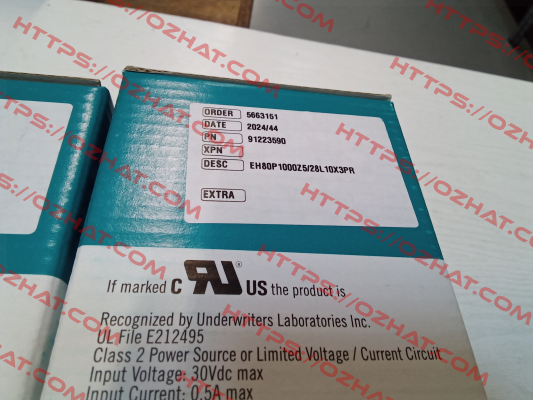 ORDER 5663151
DATE 2024/44
PN 91223590
XPN
DESC EH80P1000Z5/28L10X3PR
EXTRA
If marked C RU ® US the product is
Recognized by Underwriters Laboratories Inc.
UL File E212495
Class 2 Power Source or Limited Voltage / Current Circuit
Input Voltage: 30Vdc max
Input Current: 0.5A max
HTTPS://OZHAT.COM